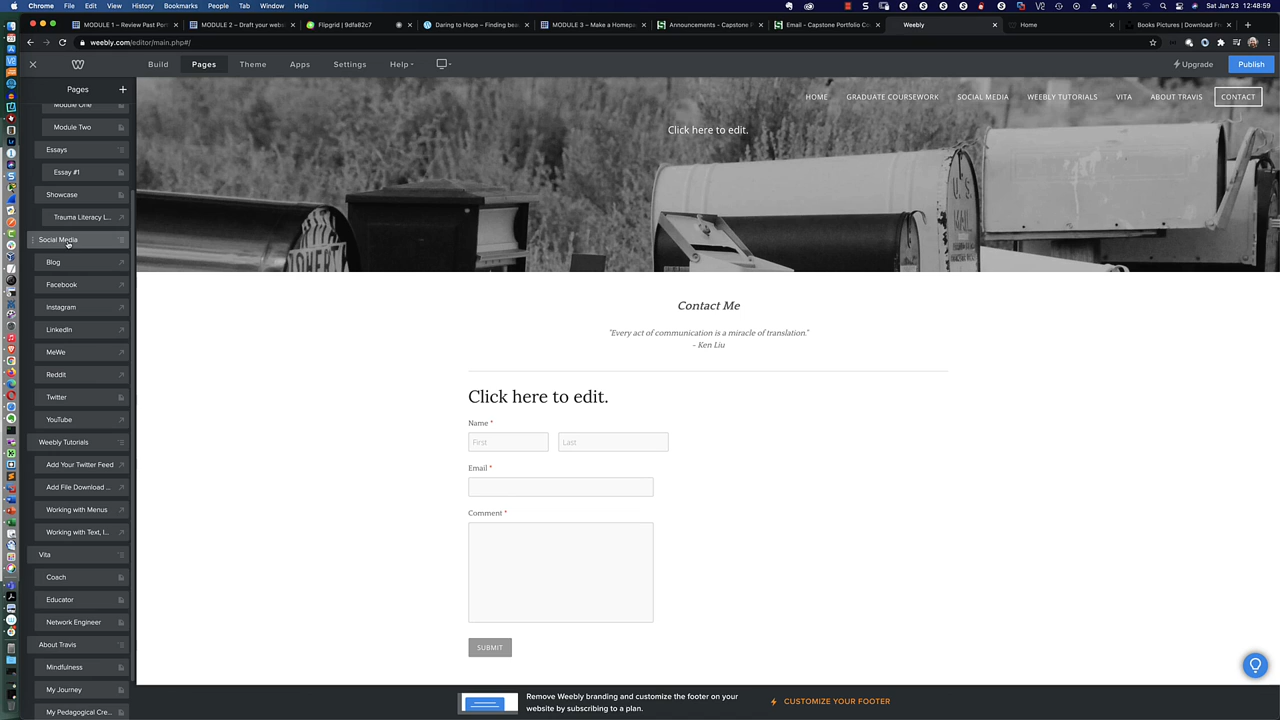 Chrome File Edit View History Bookmarks People Tab Window Help
Sat Jan 23 12:48:59
MODULE 1 – Review Past Port
MODULE 2 – Draft your webs
Flipgrid | 9dfa82c7
Daring to Hope – Finding bea
MODULE 3 – Make a Homepa
Announcements - Capstone P
Email - Capstone Portfolio Co
Weebly
Home
Books Pictures | Download Fr
weebly.com/editor/main.php#/
Build Pages Theme Apps Settings Help
Upgrade
Publish
Pages
Module One
Module Two
Essays
Essay #1
Showcase
Trauma Literacy L...
Social Media
Blog
Facebook
Instagram
LinkedIn
MeWe
Reddit
Twitter
YouTube
Weebly Tutorials
Add Your Twitter Feed
Add File Download ...
Working with Menus
Working with Text, I...
Vita
Coach
Educator
Network Engineer
About Travis
Mindfulness
My Journey
My Pedagogical Cre...
HOME GRADUATE COURSEWORK SOCIAL MEDIA WEEBLY TUTORIALS VITA ABOUT TRAVIS CONTACT
Click here to edit.
U.S. MAIL
Contact Me
"Every act of communication is a miracle of translation."
~ Ken Liu
Click here to edit.
Name *
First Last
Email *
Comment *
SUBMIT
Remove Weebly branding and customize the footer on your
website by subscribing to a plan.
CUSTOMIZE YOUR FOOTER